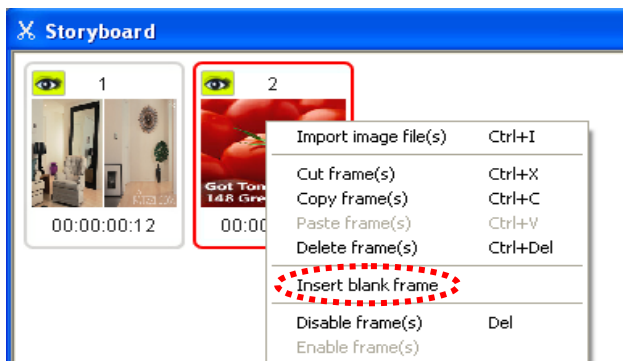 Storyboard
1
2
Got Tom
148 Gre
00:00:00:12
00:00
Import image file(s) Ctrl+I
Cut frame(s) Ctrl+X
Copy frame(s) Ctrl+C
Paste frame(s) Ctrl+V
Delete frame(s) Ctrl+Del
Insert blank frame
Disable frame(s) Del
Enable frame(s)